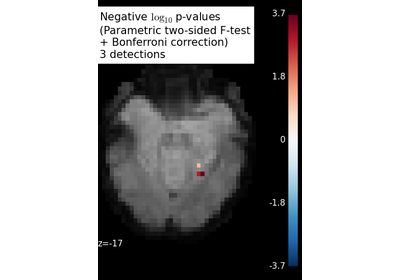 Negative log10 p-values
(Parametric two-sided F-test
+ Bonferroni correction)
3 detections
3.7
1.8
0
-1.8
-3.7
z=-17